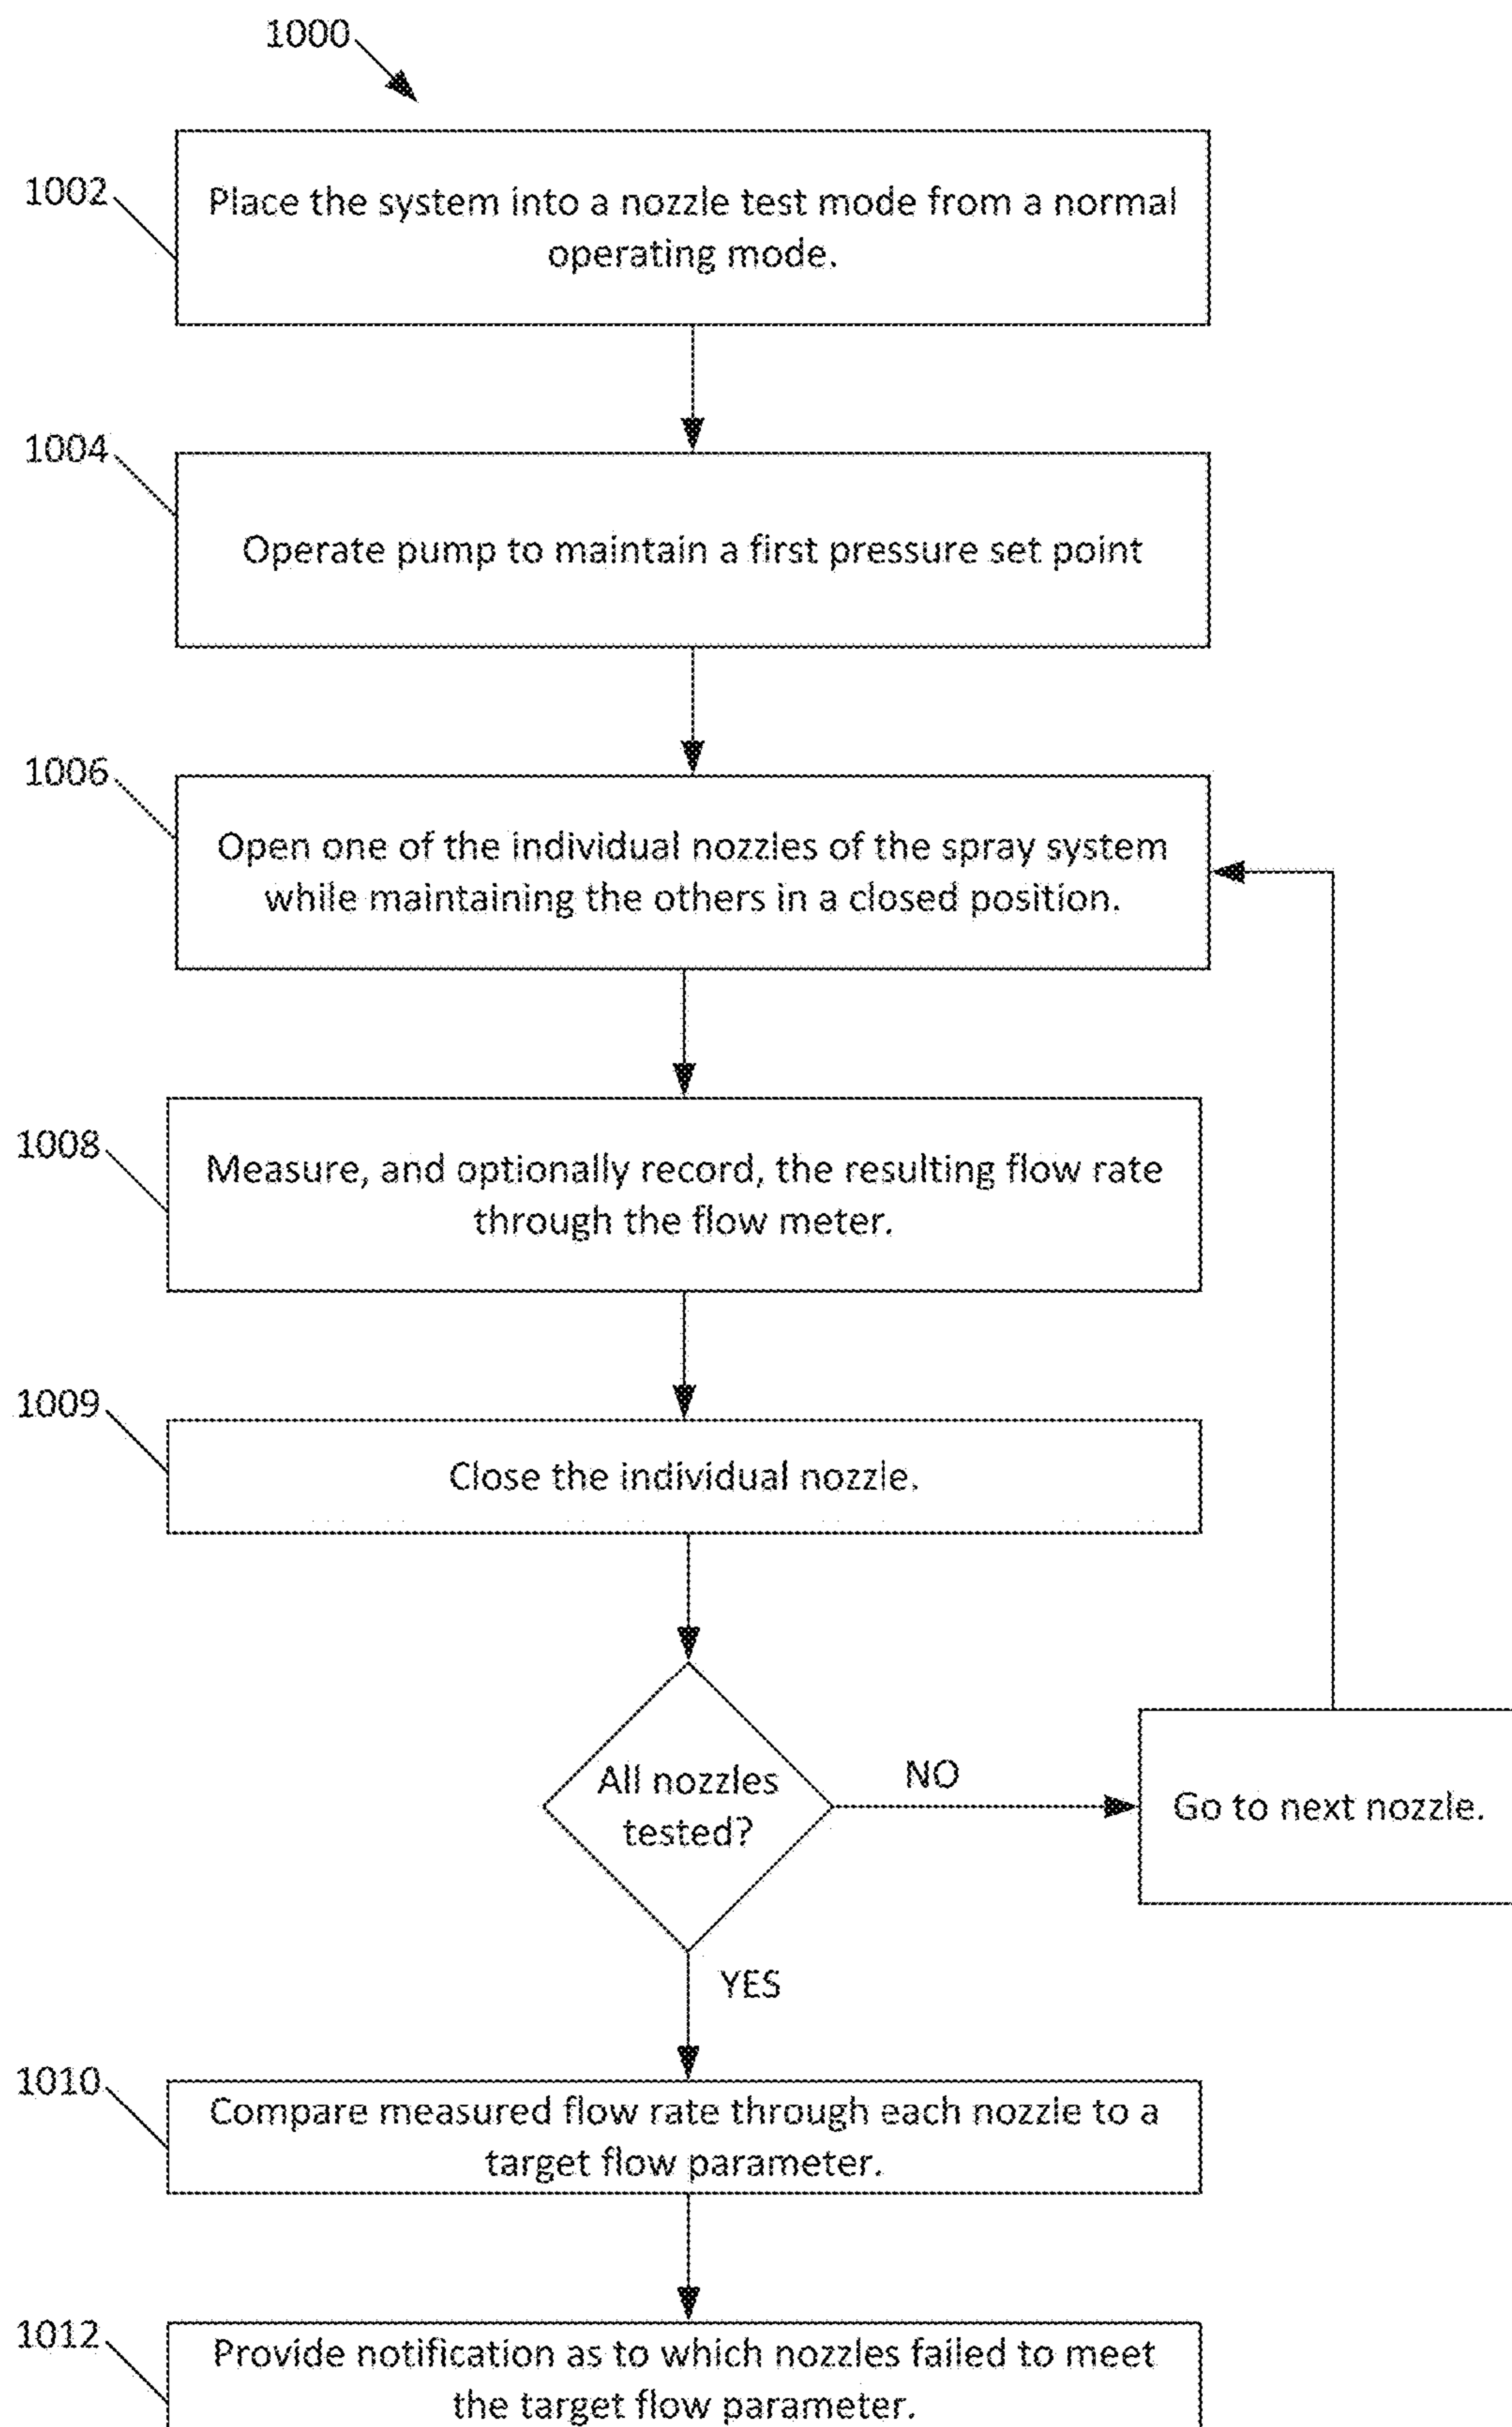 1000
1002
Place the system into a nozzle test mode from a normal
operating mode.
1004
Operate pump to maintain a first pressure set point
1006
Open one of the individual nozzles of the spray system
while maintaining the others in a closed position.
1008
Measure, and optionally record, the resulting flow rate
through the flow meter.
1009
Close the individual nozzle.
All nozzles
tested?
NO
Go to next nozzle.
YES
1010
Compare measured flow rate through each nozzle to a
target flow parameter.
1012
Provide notification as to which nozzles failed to meet
the target flow parameter.